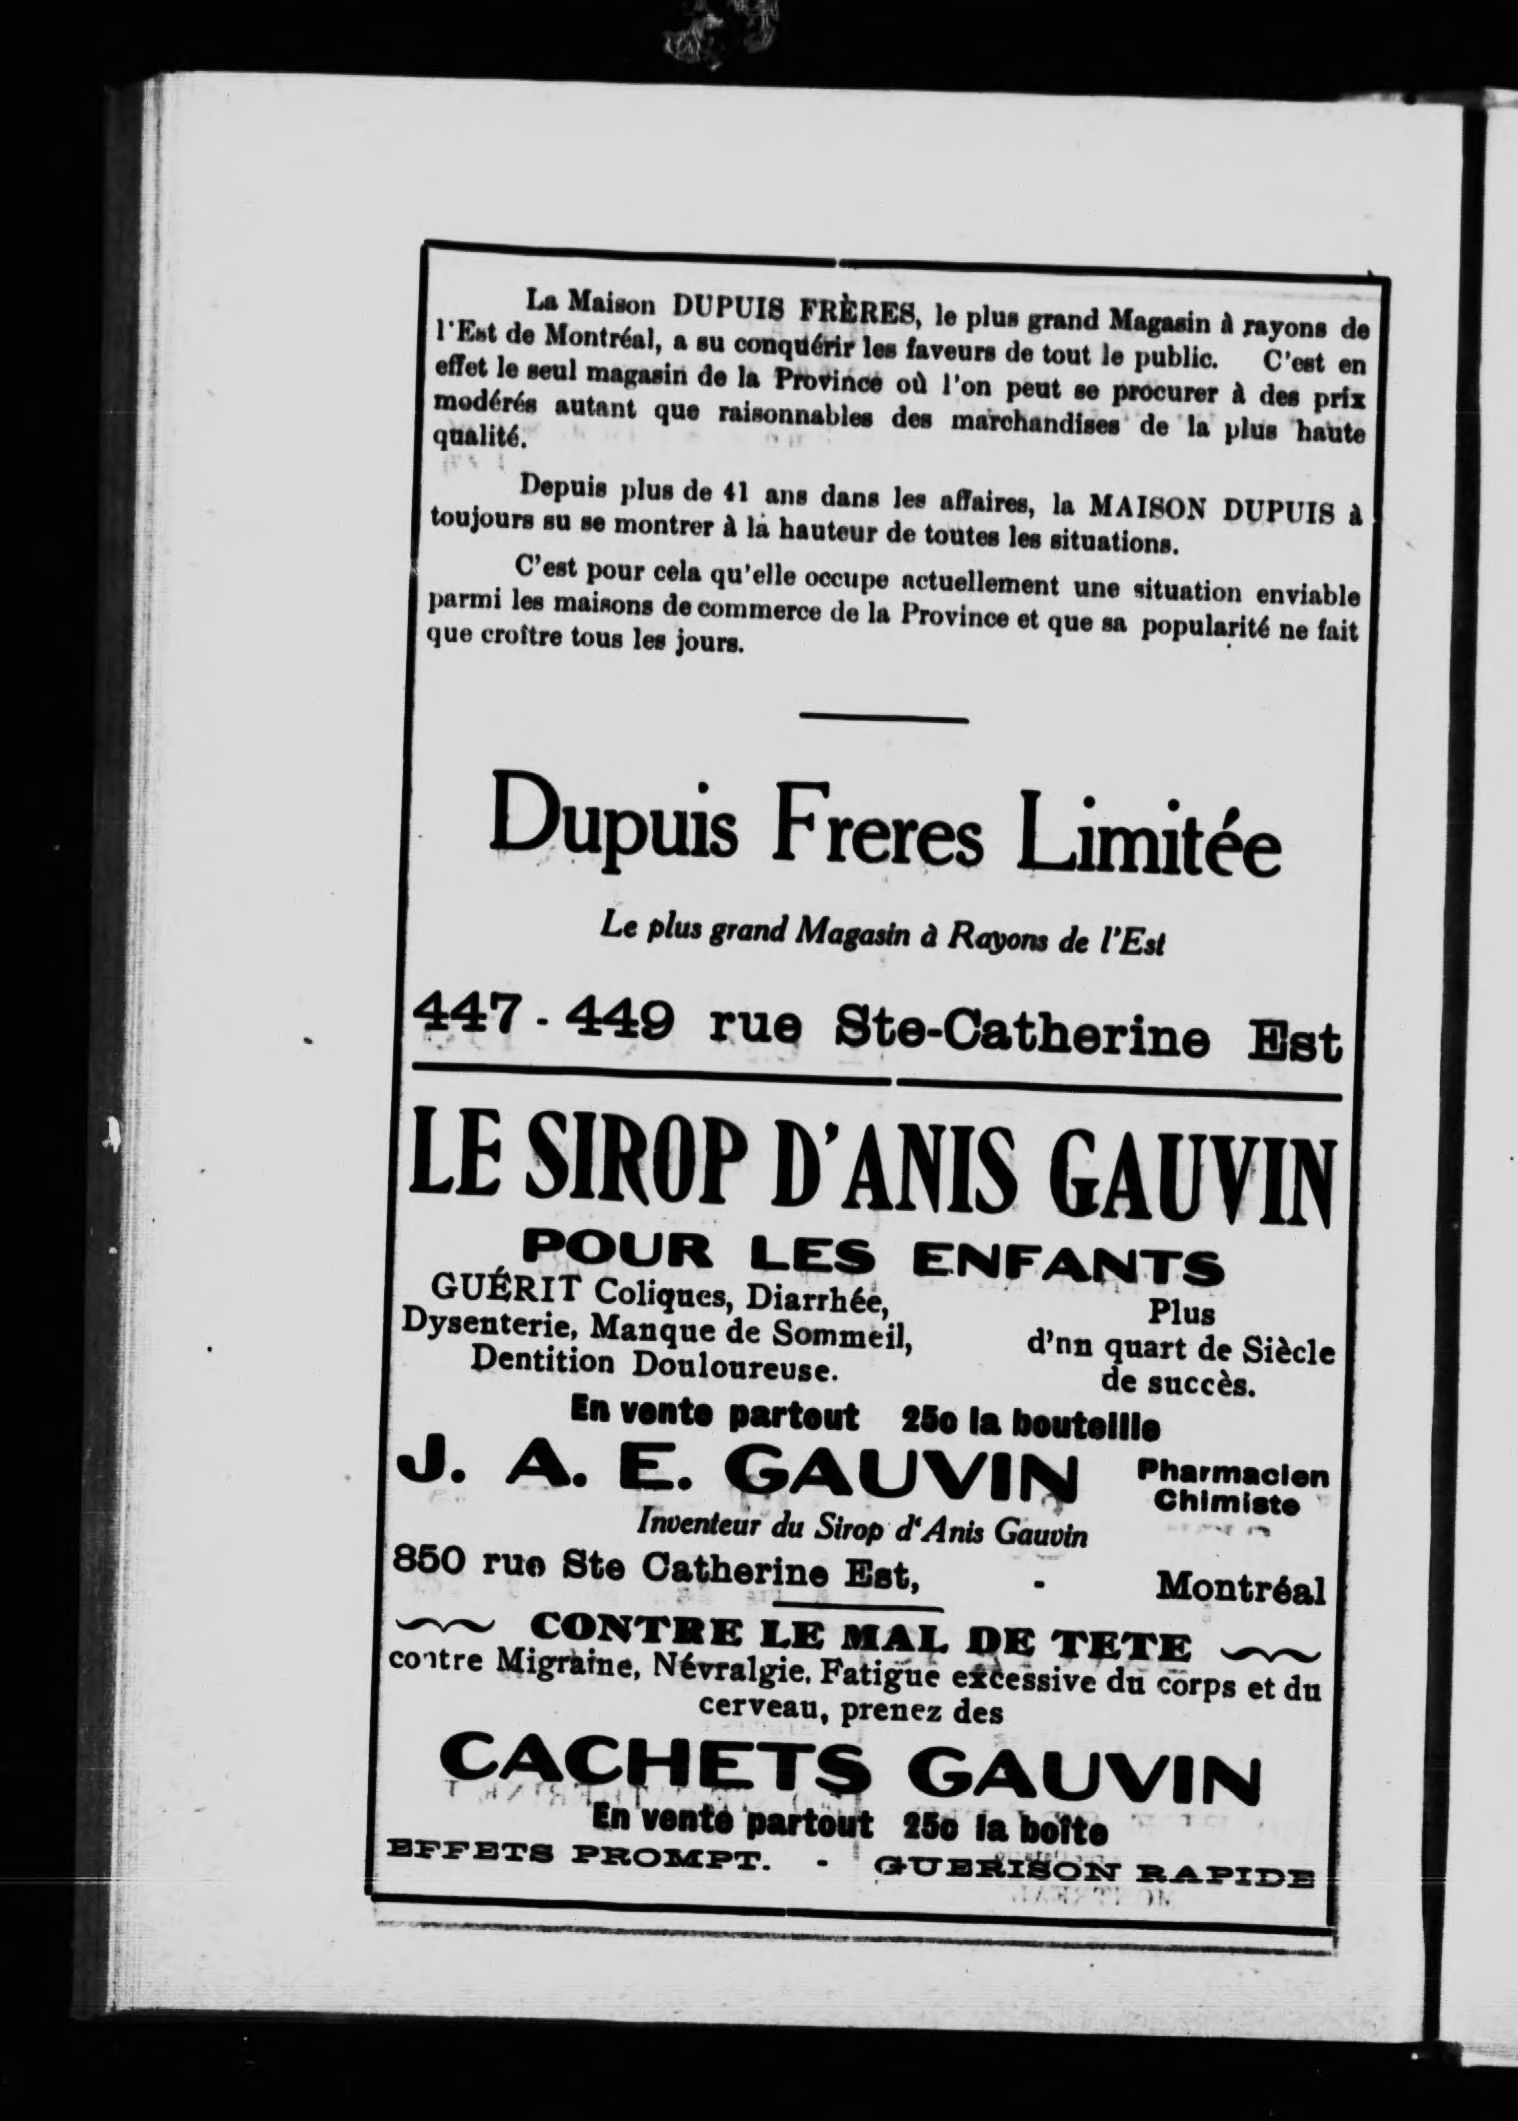 La Maison DUPUIS FRÈRES, le plus grand Magasin à rayons de
l'Est de Montréal, a su conquérir les faveurs de tout le public. C'est en
effet le seul magasin de la Province où l'on peut se procurer à des prix
modérés autant que raisonnables des marchandises de la plus haute
qualité.
Depuis plus de 41 ans dans les affaires, la MAISON DUPUIS à
toujours su se montrer à la hauteur de toutes les situations.
C'est pour cela qu'elle occupe actuellement une situation enviable
parmi les maisons de commerce de la Province et que sa popularité ne fait
que croître tous les jours.
Dupuis Freres Limitée
Le plus grand Magasin à Rayons de l'Est
447 - 449 rue Ste-Catherine Est
LE SIROP D'ANIS GAUVIN
POUR LES ENFANTS
GUÉRIT Coliques, Diarrhée,
Dysenterie, Manque de Sommeil,
Dentition Douloureuse.
Plus
d'nn quart de Siècle
de succès.
En vente partout 25c la bouteille
J. A. E. GAUVIN Pharmacien
Chimiste
Inventeur du Sirop d'Anis Gauvin
850 rue Ste Catherine Est, - Montréal
CONTRE LE MAL DE TETE
contre Migraine, Névralgie, Fatigue excessive du corps et du
cerveau, prenez des
CACHETS GAUVIN
En vente partout 25c la boîte
EFFETS PROMPT. - GUERISON RAPIDE